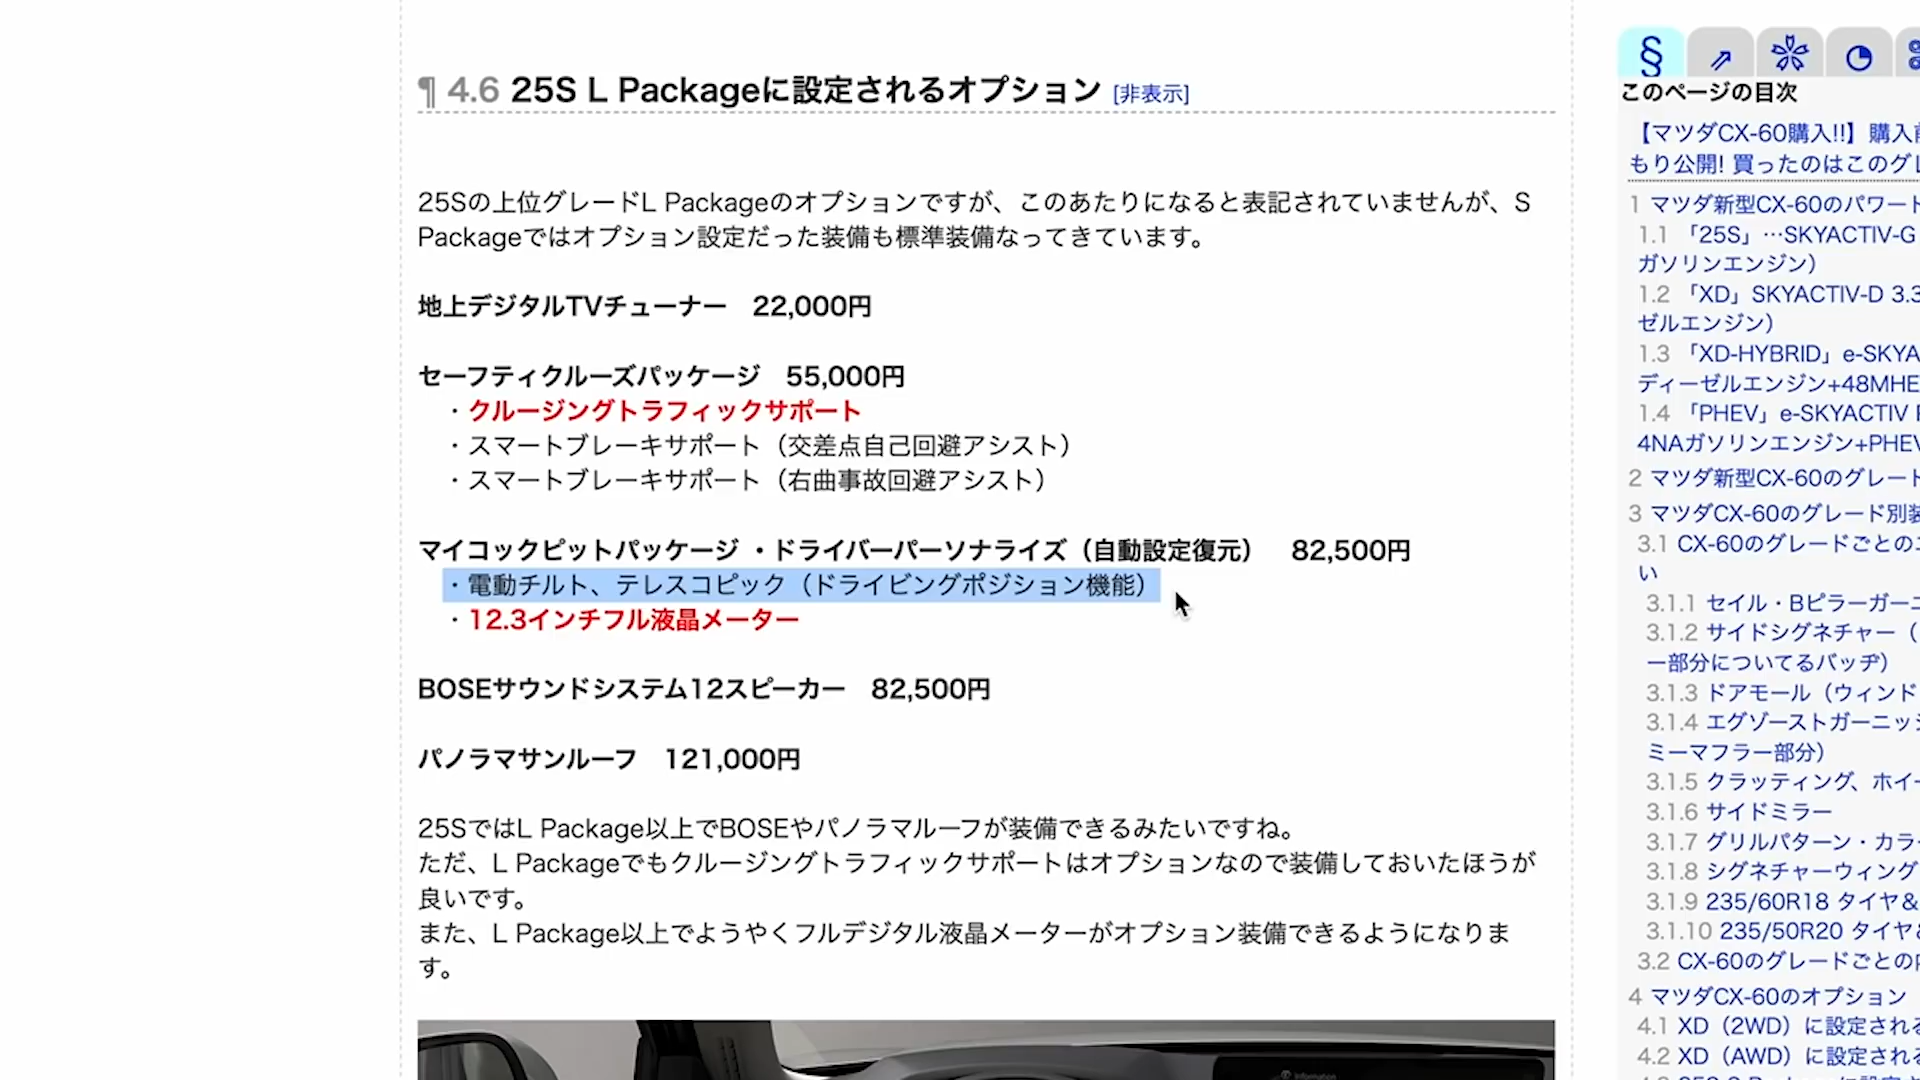 ¶ 4.6 25S L Packageに設定されるオプション [非表示]
25Sの上位グレードL Packageのオプションですが、このあたりになると表記されていませんが、S
Packageではオプション設定だった装備も標準装備なってきています。
地上デジタルTVチューナー　22,000円
セーフティクルーズパッケージ　55,000円
・クルージングトラフィックサポート
・スマートブレーキサポート（交差点自己回避アシスト）
・スマートブレーキサポート（右曲事故回避アシスト）
マイコックピットパッケージ ・ドライバーパーソナライズ（自動設定復元）　82,500円
・電動チルト、テレスコピック（ドライビングポジション機能）
・12.3インチフル液晶メーター
BOSEサウンドシステム12スピーカー　82,500円
パノラマサンルーフ　121,000円
25SではL Package以上でBOSEやパノラマルーフが装備できるみたいですね。
ただ、L Packageでもクルージングトラフィックサポートはオプションなので装備しておいたほうが
良いです。
また、L Package以上でようやくフルデジタル液晶メーターがオプション装備できるようになりま
す。
Information
§
このページの目次
【マツダCX-60購入!!】購入
もり公開! 買ったのはこのグレ
1 マツダ新型CX-60のパワート
1.1 「25S」…SKYACTIV-G
ガソリンエンジン）
1.2 「XD」SKYACTIV-D 3.3
ゼルエンジン）
1.3 「XD-HYBRID」e-SKYA
ディーゼルエンジン+48MHE
1.4 「PHEV」e-SKYACTIV
4NAガソリンエンジン+PHEV
2 マツダ新型CX-60のグレード
3 マツダCX-60のグレード別装
3.1 CX-60のグレードごとの
い
3.1.1 セイル・Bピラーガーニ
3.1.2 サイドシグネチャー（
ー部分についてるバッヂ）
3.1.3 ドアモール（ウィンド
3.1.4 エグゾーストガーニッシ
ミーマフラー部分）
3.1.5 クラッティング、ホイー
3.1.6 サイドミラー
3.1.7 グリルパターン・カラー
3.1.8 シグネチャーウィング
3.1.9 235/60R18 タイヤ&
3.1.10 235/50R20 タイヤ&
3.2 CX-60のグレードごとの
4 マツダCX-60のオプション
4.1 XD（2WD）に設定される
4.2 XD（AWD）に設定される